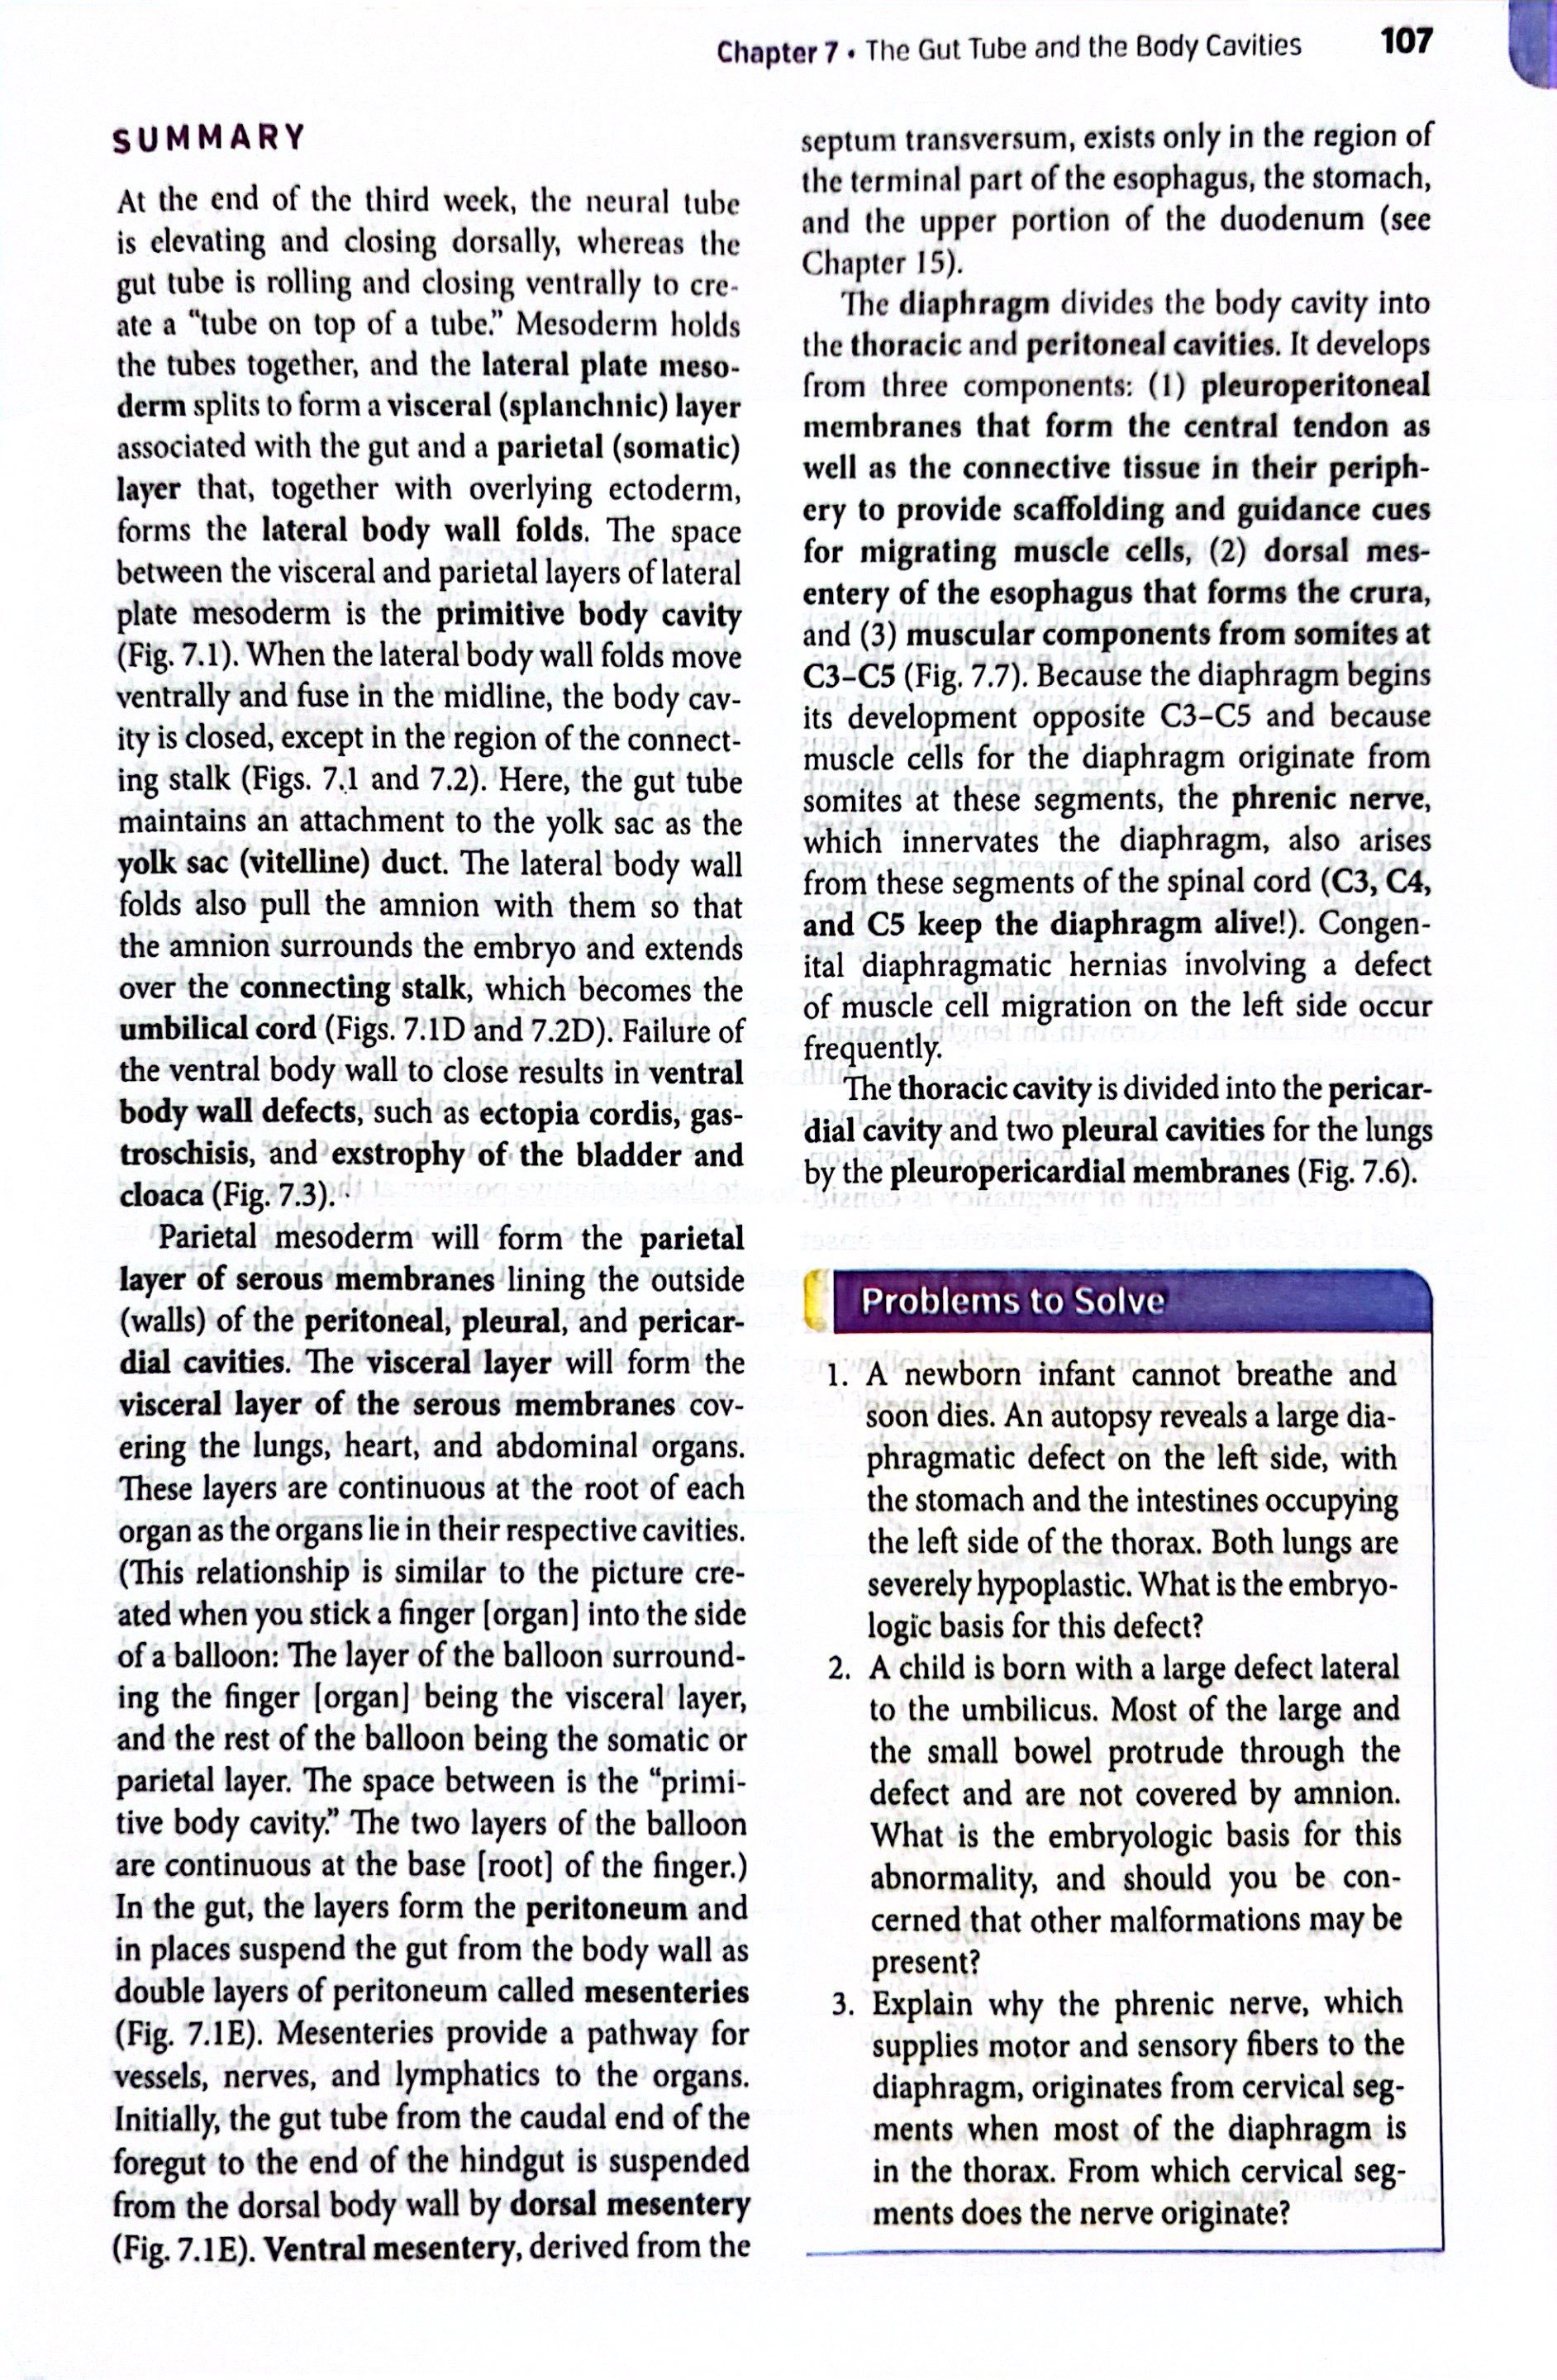 Chapter 7 • The Gut Tube and the Body Cavities 107
SUMMARY
At the end of the third week, the neural tube
is elevating and closing dorsally, whereas the
gut tube is rolling and closing ventrally to cre-
ate a “tube on top of a tube.” Mesoderm holds
the tubes together, and the lateral plate meso-
derm splits to form a visceral (splanchnic) layer
associated with the gut and a parietal (somatic)
layer that, together with overlying ectoderm,
forms the lateral body wall folds. The space
between the visceral and parietal layers of lateral
plate mesoderm is the primitive body cavity
(Fig. 7.1). When the lateral body wall folds move
ventrally and fuse in the midline, the body cav-
ity is closed, except in the region of the connect-
ing stalk (Figs. 7.1 and 7.2). Here, the gut tube
maintains an attachment to the yolk sac as the
yolk sac (vitelline) duct. The lateral body wall
folds also pull the amnion with them so that
the amnion surrounds the embryo and extends
over the connecting stalk, which becomes the
umbilical cord (Figs. 7.1D and 7.2D). Failure of
the ventral body wall to close results in ventral
body wall defects, such as ectopia cordis, gas-
troschisis, and exstrophy of the bladder and
cloaca (Fig. 7.3).
Parietal mesoderm will form the parietal
layer of serous membranes lining the outside
(walls) of the peritoneal, pleural, and pericar-
dial cavities. The visceral layer will form the
visceral layer of the serous membranes cov-
ering the lungs, heart, and abdominal organs.
These layers are continuous at the root of each
organ as the organs lie in their respective cavities.
(This relationship is similar to the picture cre-
ated when you stick a finger [organ] into the side
of a balloon: The layer of the balloon surround-
ing the finger [organ] being the visceral layer,
and the rest of the balloon being the somatic or
parietal layer. The space between is the “primi-
tive body cavity.” The two layers of the balloon
are continuous at the base [root] of the finger.)
In the gut, the layers form the peritoneum and
in places suspend the gut from the body wall as
double layers of peritoneum called mesenteries
(Fig. 7.1E). Mesenteries provide a pathway for
vessels, nerves, and lymphatics to the organs.
Initially, the gut tube from the caudal end of the
foregut to the end of the hindgut is suspended
from the dorsal body wall by dorsal mesentery
(Fig. 7.1E). Ventral mesentery, derived from the
septum transversum, exists only in the region of
the terminal part of the esophagus, the stomach,
and the upper portion of the duodenum (see
Chapter 15).
The diaphragm divides the body cavity into
the thoracic and peritoneal cavities. It develops
from three components: (1) pleuroperitoneal
membranes that form the central tendon as
well as the connective tissue in their periph-
ery to provide scaffolding and guidance cues
for migrating muscle cells, (2) dorsal mes-
entery of the esophagus that forms the crura,
and (3) muscular components from somites at
C3–C5 (Fig. 7.7). Because the diaphragm begins
its development opposite C3–C5 and because
muscle cells for the diaphragm originate from
somites at these segments, the phrenic nerve,
which innervates the diaphragm, also arises
from these segments of the spinal cord (C3, C4,
and C5 keep the diaphragm alive!). Congen-
ital diaphragmatic hernias involving a defect
of muscle cell migration on the left side occur
frequently.
The thoracic cavity is divided into the pericar-
dial cavity and two pleural cavities for the lungs
by the pleuropericardial membranes (Fig. 7.6).
Problems to Solve
1. A newborn infant cannot breathe and
soon dies. An autopsy reveals a large dia-
phragmatic defect on the left side, with
the stomach and the intestines occupying
the left side of the thorax. Both lungs are
severely hypoplastic. What is the embryo-
logic basis for this defect?
2. A child is born with a large defect lateral
to the umbilicus. Most of the large and
the small bowel protrude through the
defect and are not covered by amnion.
What is the embryologic basis for this
abnormality, and should you be con-
cerned that other malformations may be
present?
3. Explain why the phrenic nerve, which
supplies motor and sensory fibers to the
diaphragm, originates from cervical seg-
ments when most of the diaphragm is
in the thorax. From which cervical seg-
ments does the nerve originate?